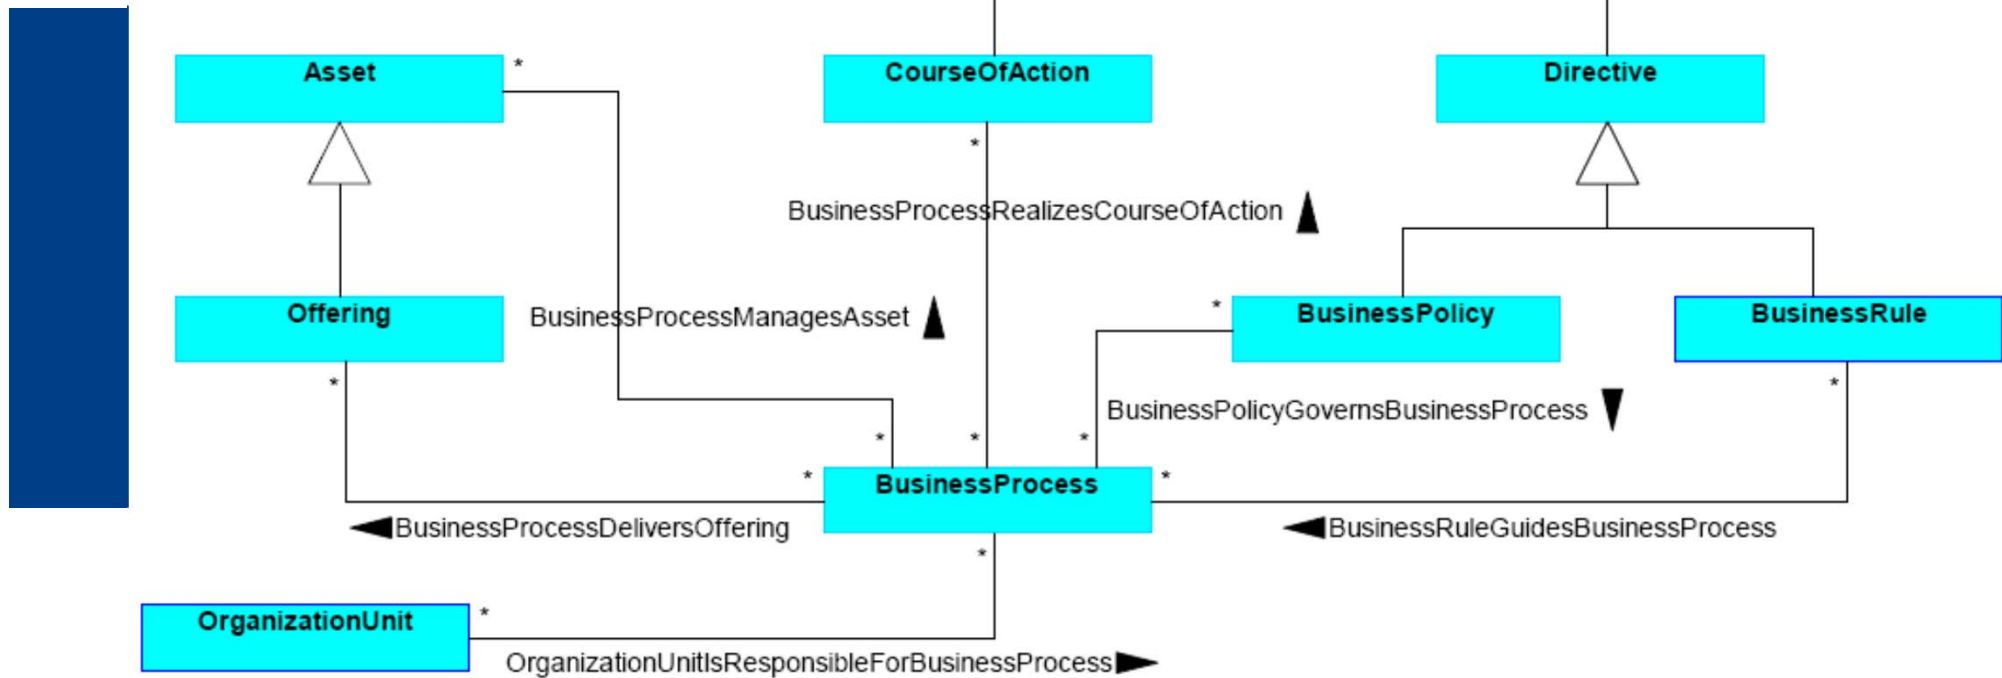 Asset
*
CourseOfAction
Directive
*
BusinessProcessRealizesCourseOfAction
Offering
BusinessProcessManagesAsset
*
BusinessPolicy
BusinessRule
*
*
BusinessPolicyGovernsBusinessProcess
*
*
*
*
BusinessProcess
*
BusinessProcessDeliversOffering
BusinessRuleGuidesBusinessProcess
*
OrganizationUnit
*
OrganizationUnitIsResponsibleForBusinessProcess